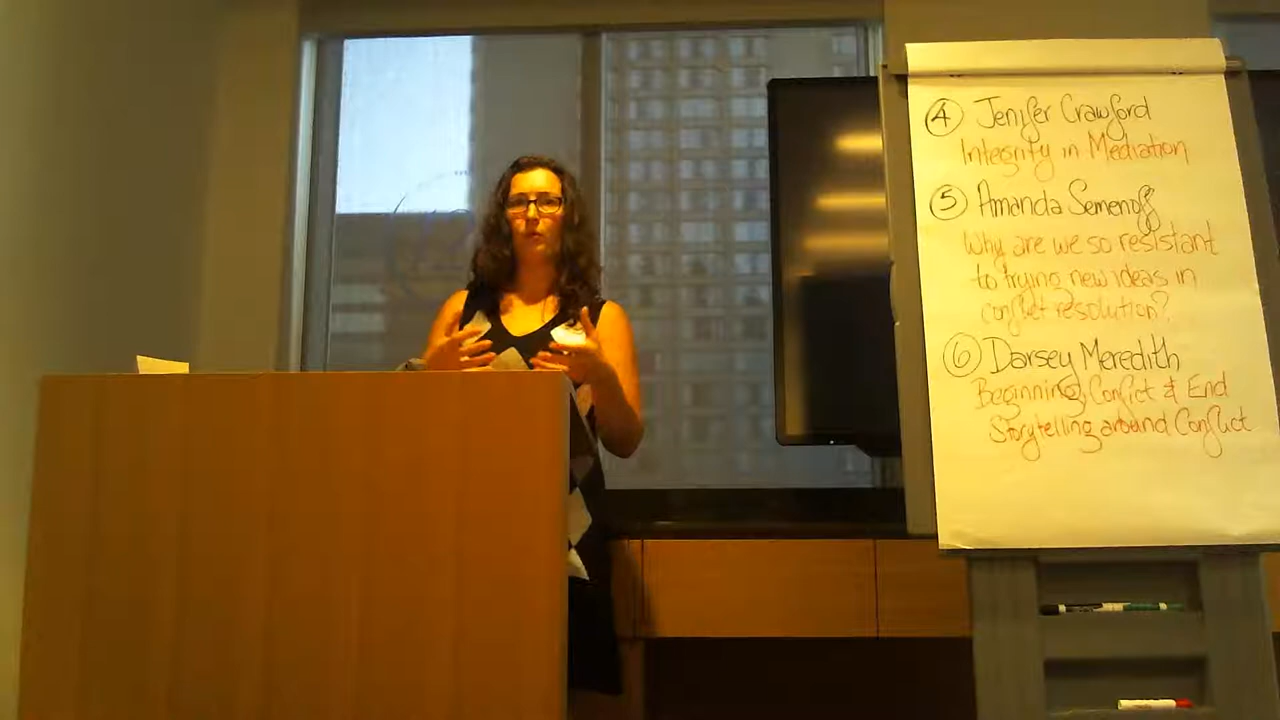 ④ Jenifer Crawford
Integrity in Mediation
⑤ Amanda Semenoff
Why are we so resistant
to trying new ideas in
conflict resolution?
⑥ Darsey Meredith
Beginning, Conflict & End
Storytelling around Conflict